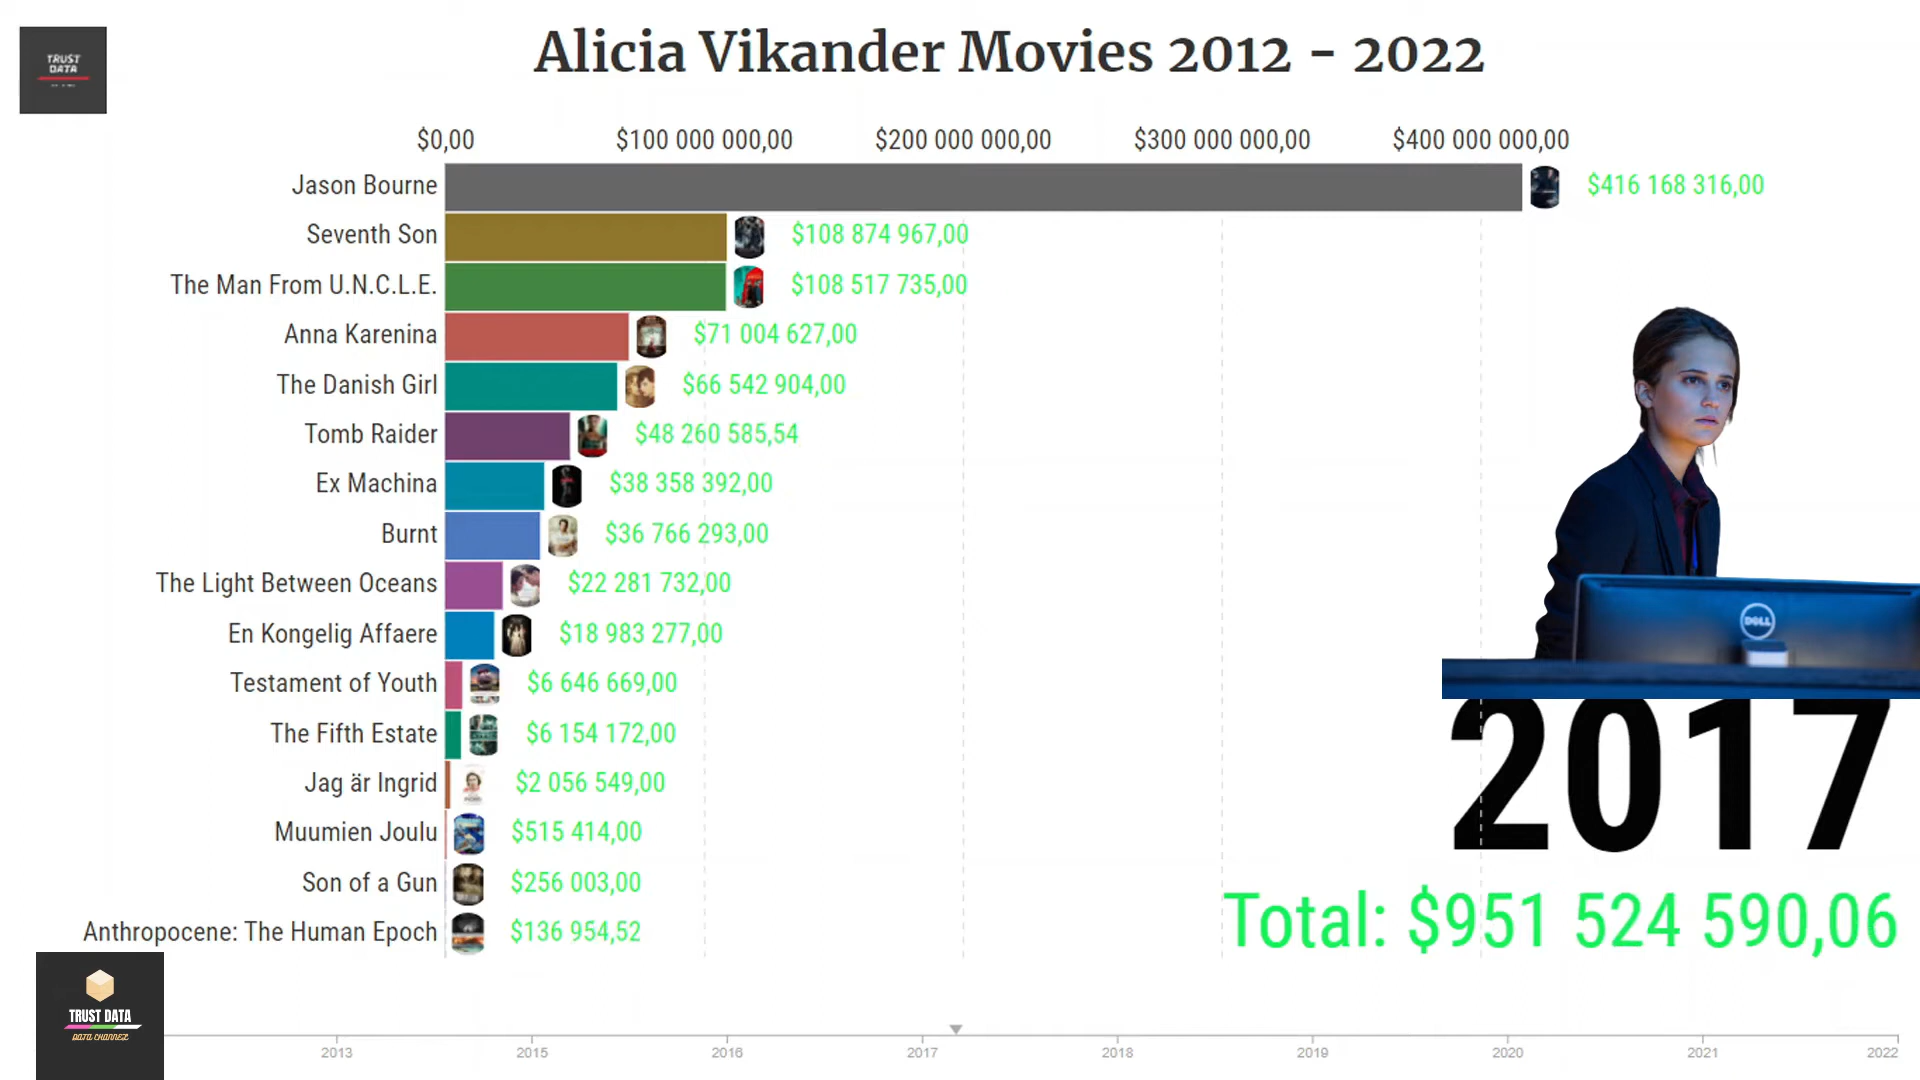 TRUST
DATA
Alicia Vikander Movies 2012 - 2022
$0,00 $100 000 000,00 $200 000 000,00 $300 000 000,00 $400 000 000,00
Jason Bourne $416 168 316,00
Seventh Son $108 874 967,00
The Man From U.N.C.L.E. $108 517 735,00
Anna Karenina $71 004 627,00
The Danish Girl $66 542 904,00
Tomb Raider $48 260 585,54
Ex Machina $38 358 392,00
Burnt $36 766 293,00
The Light Between Oceans $22 281 732,00
En Kongelig Affaere $18 983 277,00
Testament of Youth $6 646 669,00
The Fifth Estate $6 154 172,00
Jag är Ingrid $2 056 549,00
Muumien Joulu $515 414,00
Son of a Gun $256 003,00
Anthropocene: The Human Epoch $136 954,52
DELL
2017
Total: $951 524 590,06
TRUST DATA
DATA CHANNEL
2013 2015 2016 2017 2018 2019 2020 2021 2022